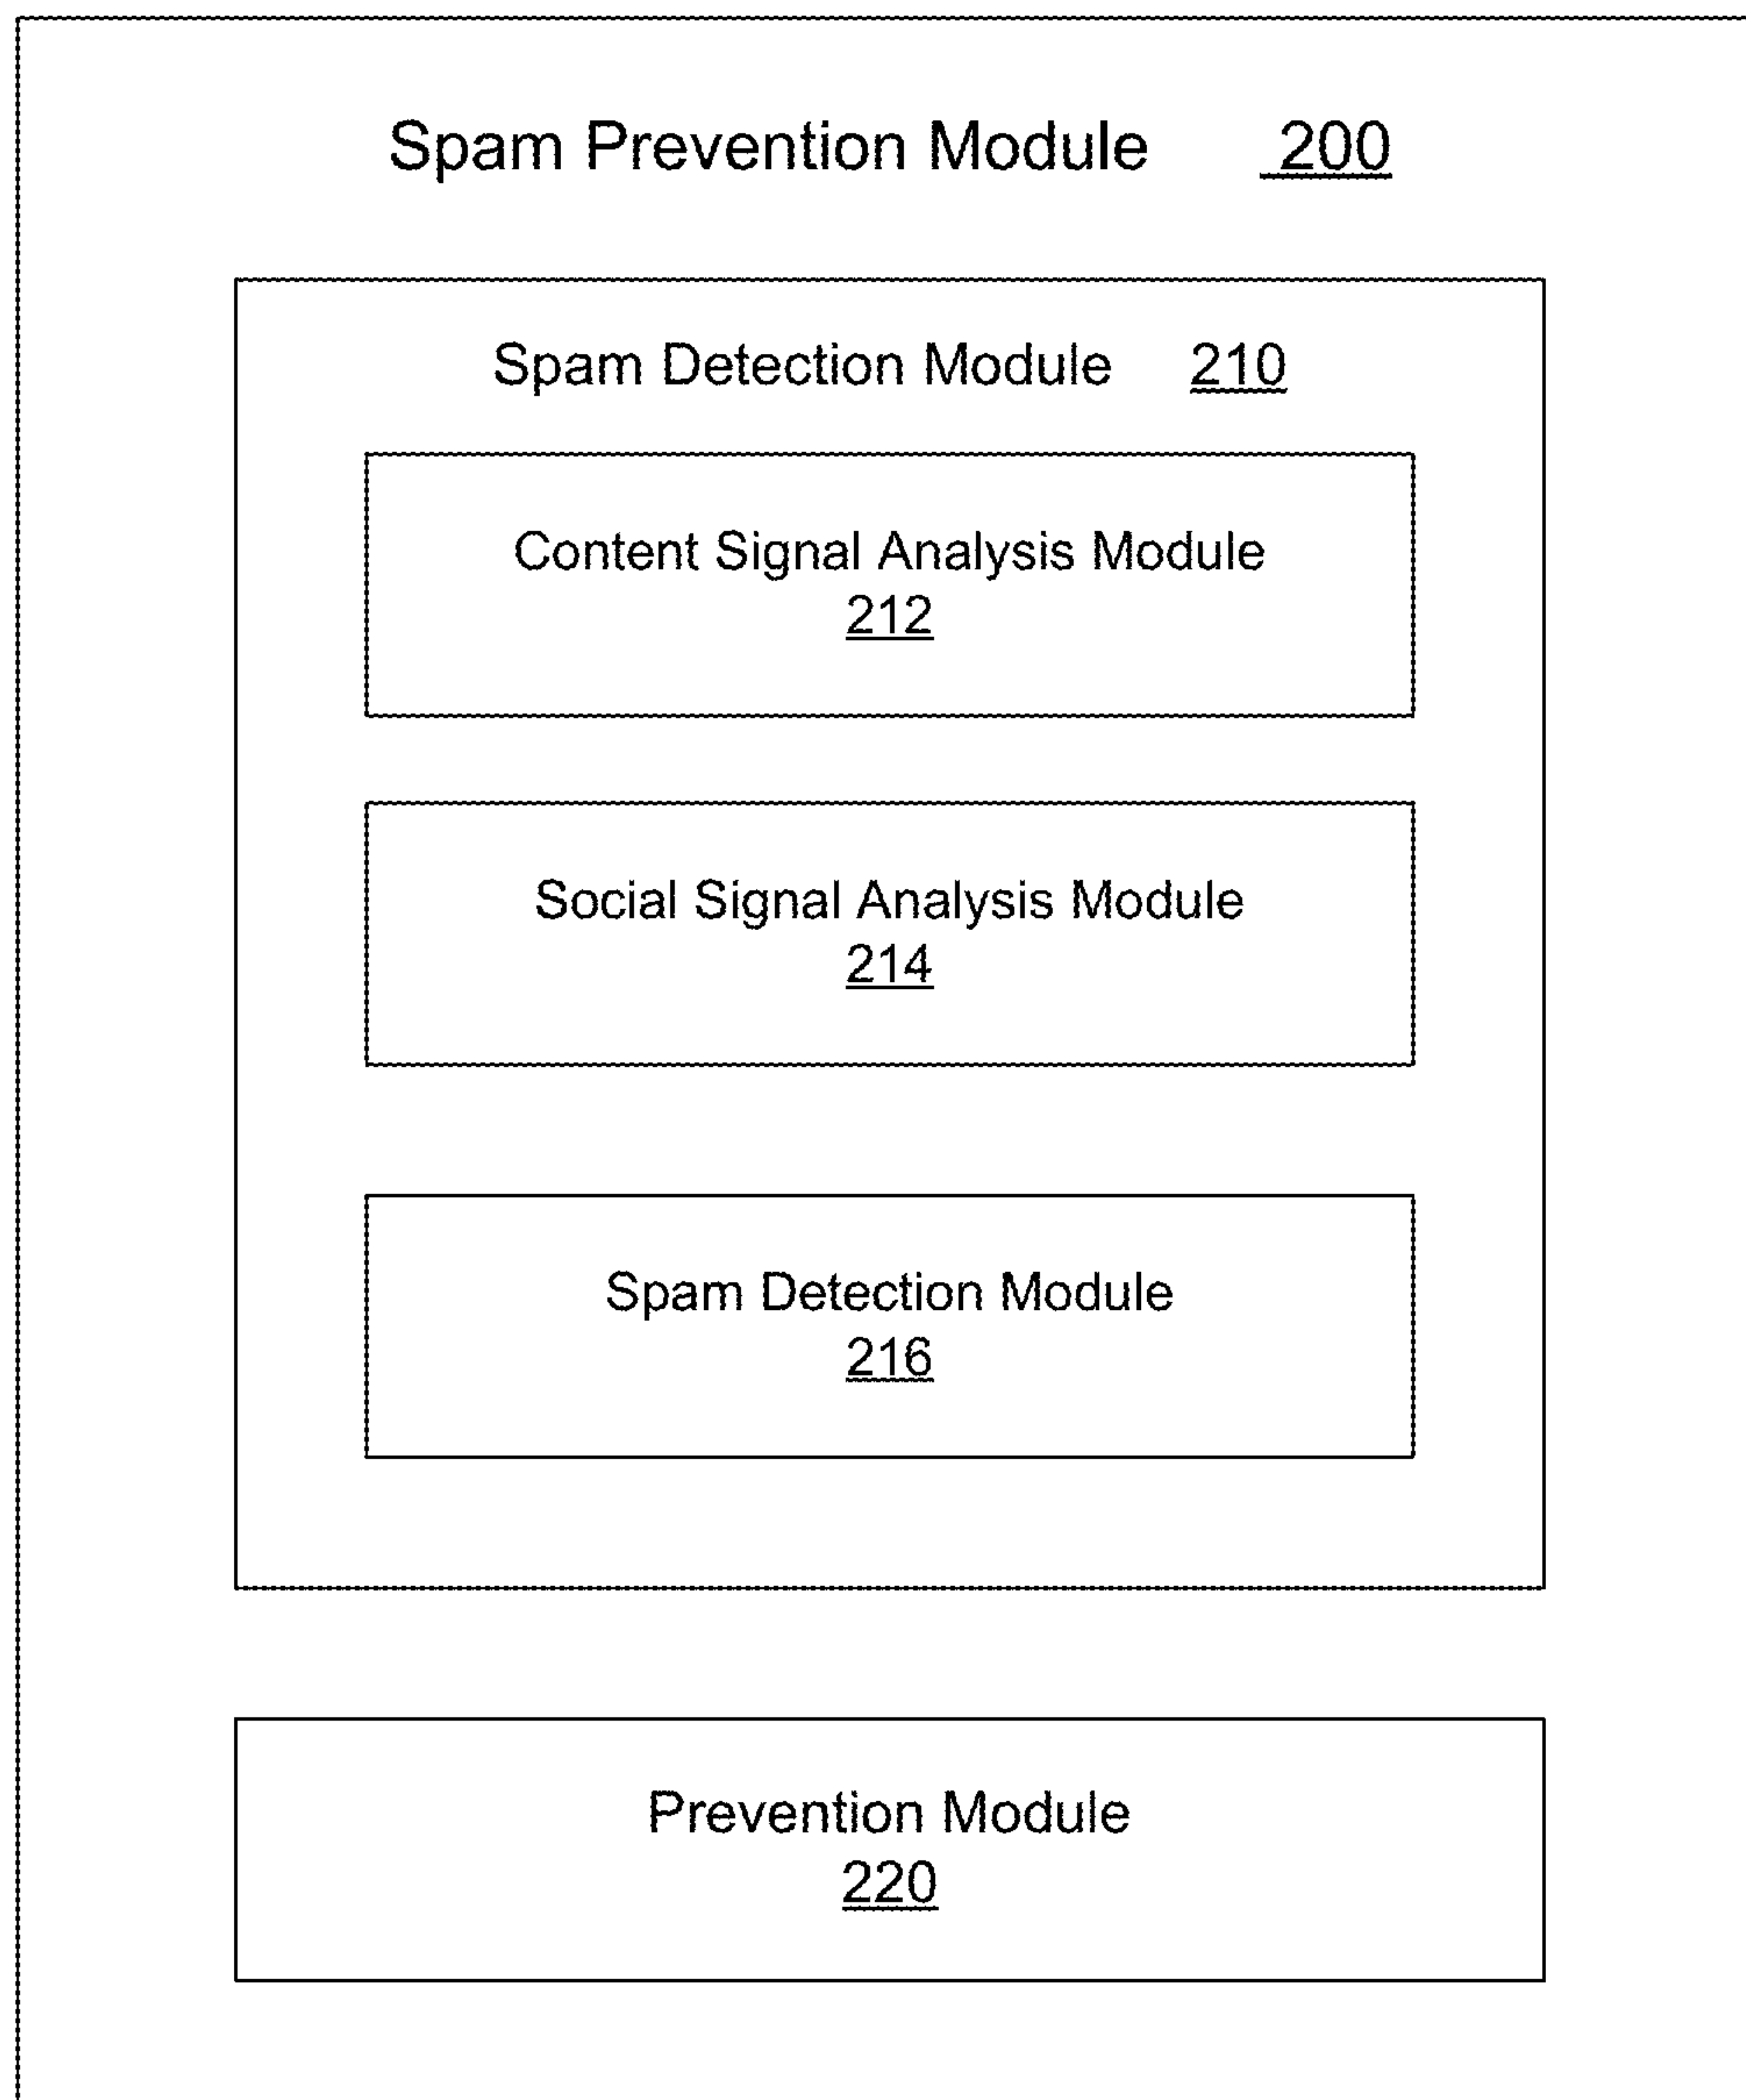 Spam Prevention Module 200
Spam Detection Module 210
Content Signal Analysis Module
212
Social Signal Analysis Module
214
Spam Detection Module
216
Prevention Module
220